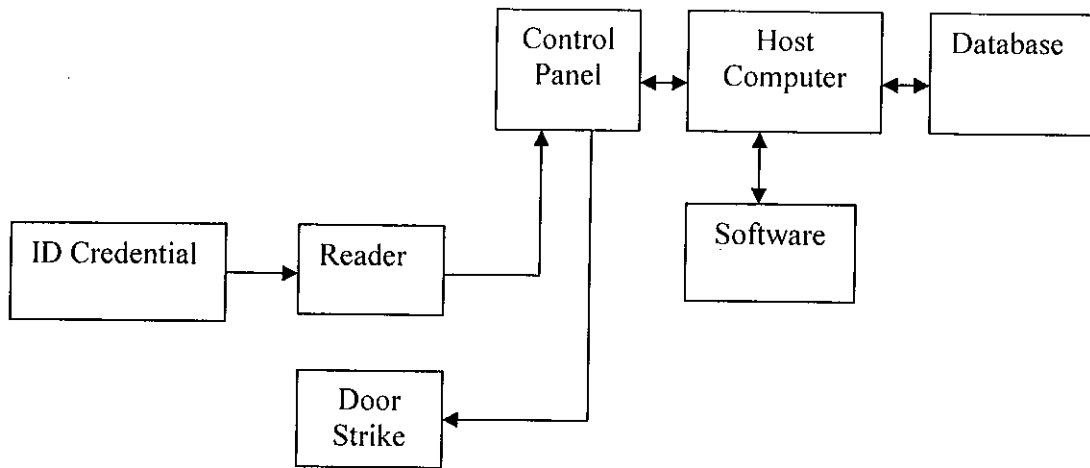 Control
Panel
Host
Computer
Database
ID Credential
Reader
Software
Door
Strike